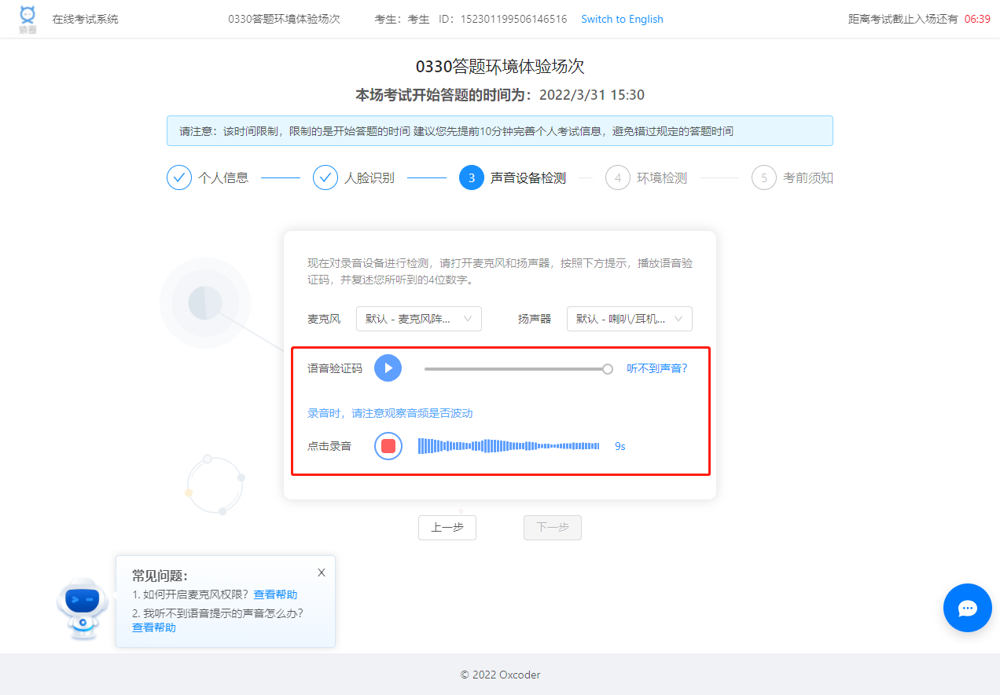 猿圈
在线考试系统
0330答题环境体验场次
考生：考生 ID：152301199506146516
Switch to English
距离考试截止入场还有 06:39
0330答题环境体验场次
本场考试开始答题的时间为：2022/3/31 15:30
请注意：该时间限制，限制的是开始答题的时间 建议您先提前10分钟完善个人考试信息，避免错过规定的答题时间
个人信息
人脸识别
3 声音设备检测
4 环境检测
5 考前须知
现在对录音设备进行检测，请打开麦克风和扬声器，按照下方提示，播放语音验
证码，并复述您所听到的4位数字。
麦克风 默认 - 麦克风阵... 扬声器 默认 - 喇叭/耳机...
语音验证码 听不到声音?
录音时，请注意观察音频是否波动
点击录音 9s
上一步 下一步
常见问题：
X
1. 如何开启麦克风权限？查看帮助
2. 我听不到语音提示的声音怎么办？
查看帮助
© 2022 Oxcoder